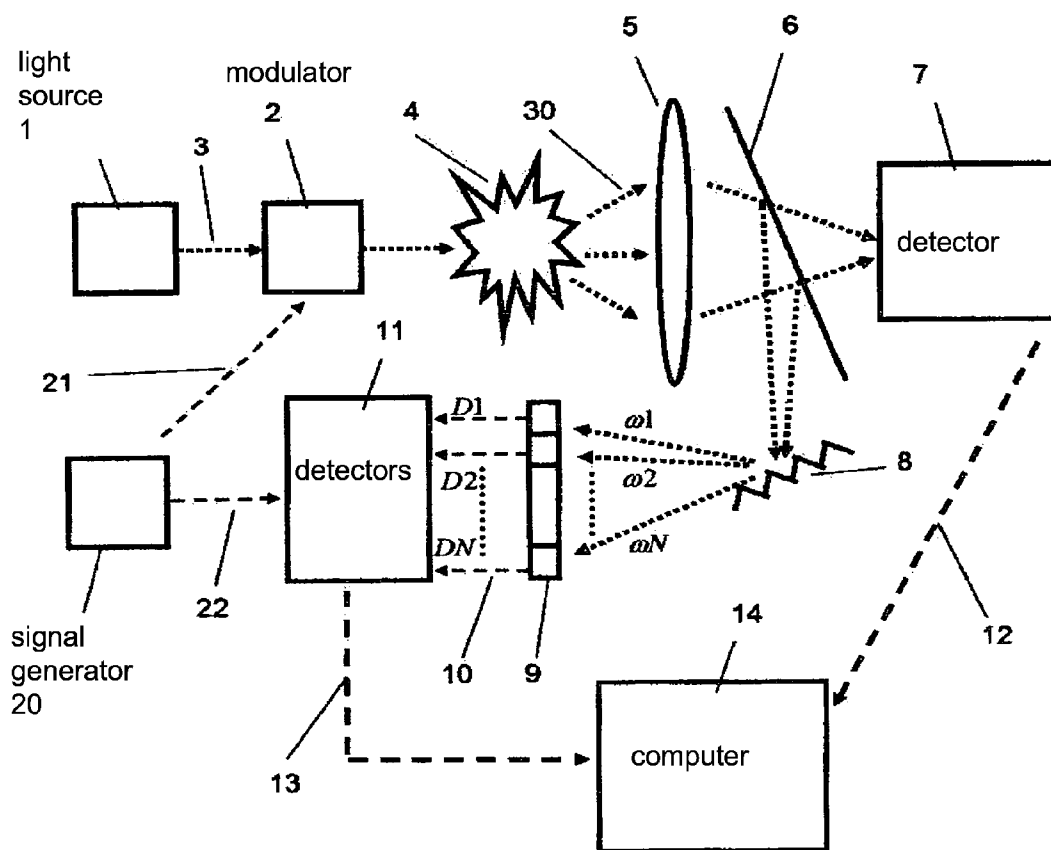 light
source
1
modulator
2
3
4
30
5
6
7
detector
21
11
detectors
D1
D2
DN
ω1
ω2
ωN
8
22
10
9
signal
generator
20
13
14
computer
12